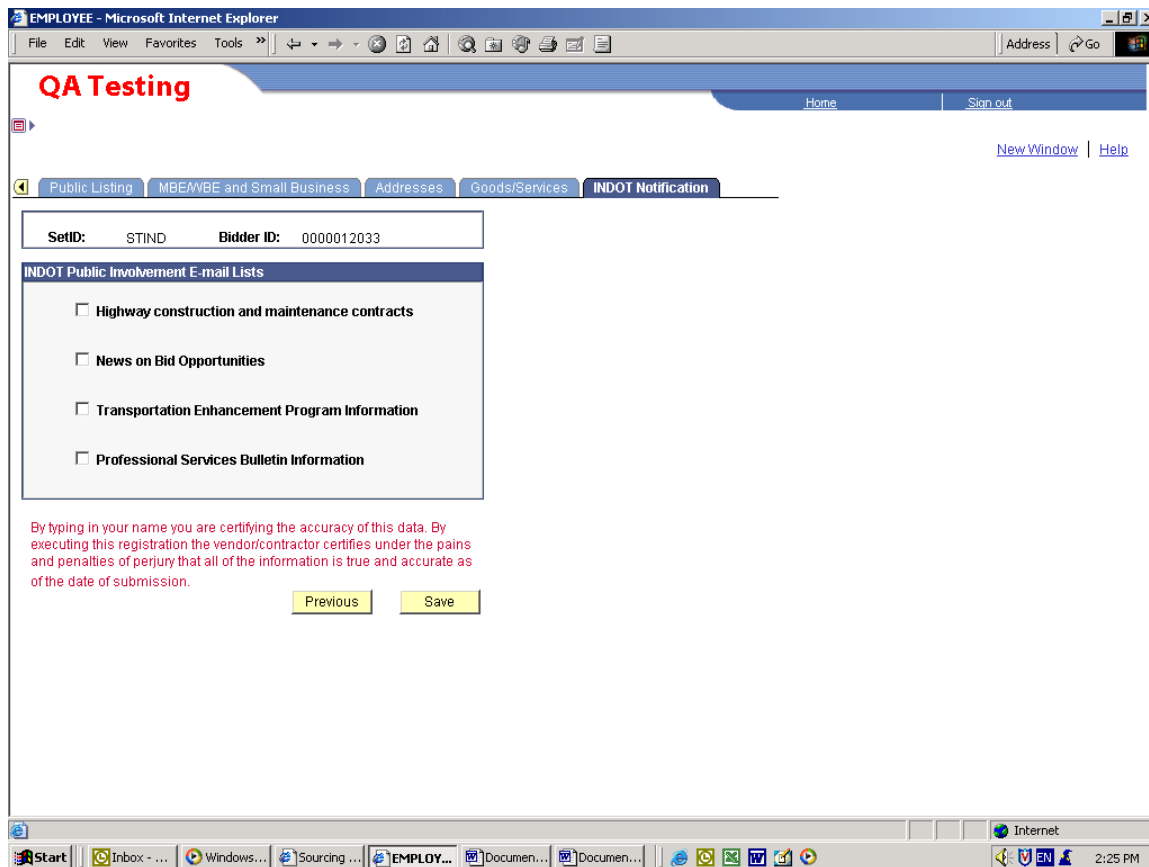 EMPLOYEE - Microsoft Internet Explorer
File Edit View Favorites Tools » Address Go
QA Testing
Home Sign out
New Window | Help
Public Listing MBE/WBE and Small Business Addresses Goods/Services INDOT Notification
SetID: STIND Bidder ID: 0000012033
INDOT Public Involvement E-mail Lists
Highway construction and maintenance contracts
News on Bid Opportunities
Transportation Enhancement Program Information
Professional Services Bulletin Information
By typing in your name you are certifying the accuracy of this data. By
executing this registration the vendor/contractor certifies under the pains
and penalties of perjury that all of the information is true and accurate as
of the date of submission.
Previous Save
Internet
Start Inbox - ... Windows... Sourcing ... EMPLOY... Documen... Documen... EN 2:25 PM